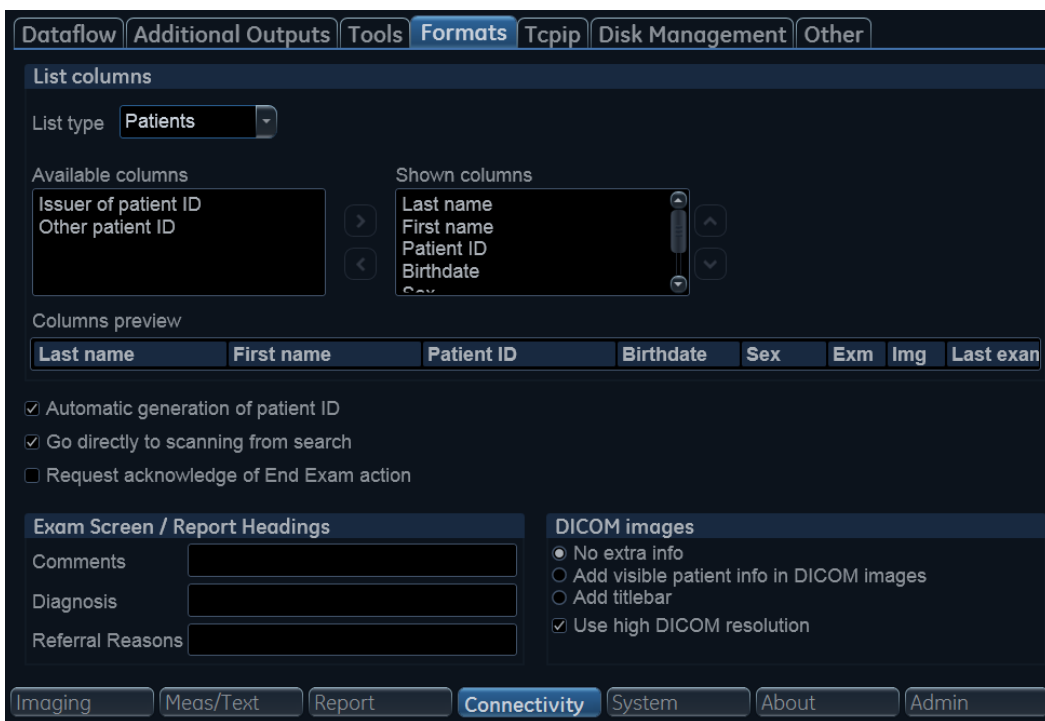 Dataflow Additional Outputs Tools Formats Tcpip Disk Management Other
List columns
List type Patients
Available columns Shown columns
Issuer of patient ID Last name
Other patient ID First name
Patient ID
Birthdate
Sex
Columns preview
Last name First name Patient ID Birthdate Sex Exm Img Last exan
Automatic generation of patient ID
Go directly to scanning from search
Request acknowledge of End Exam action
Exam Screen / Report Headings DICOM images
No extra info
Comments
Add visible patient info in DICOM images
Diagnosis Add titlebar
Use high DICOM resolution
Referral Reasons
Imaging Meas/Text Report Connectivity System About Admin